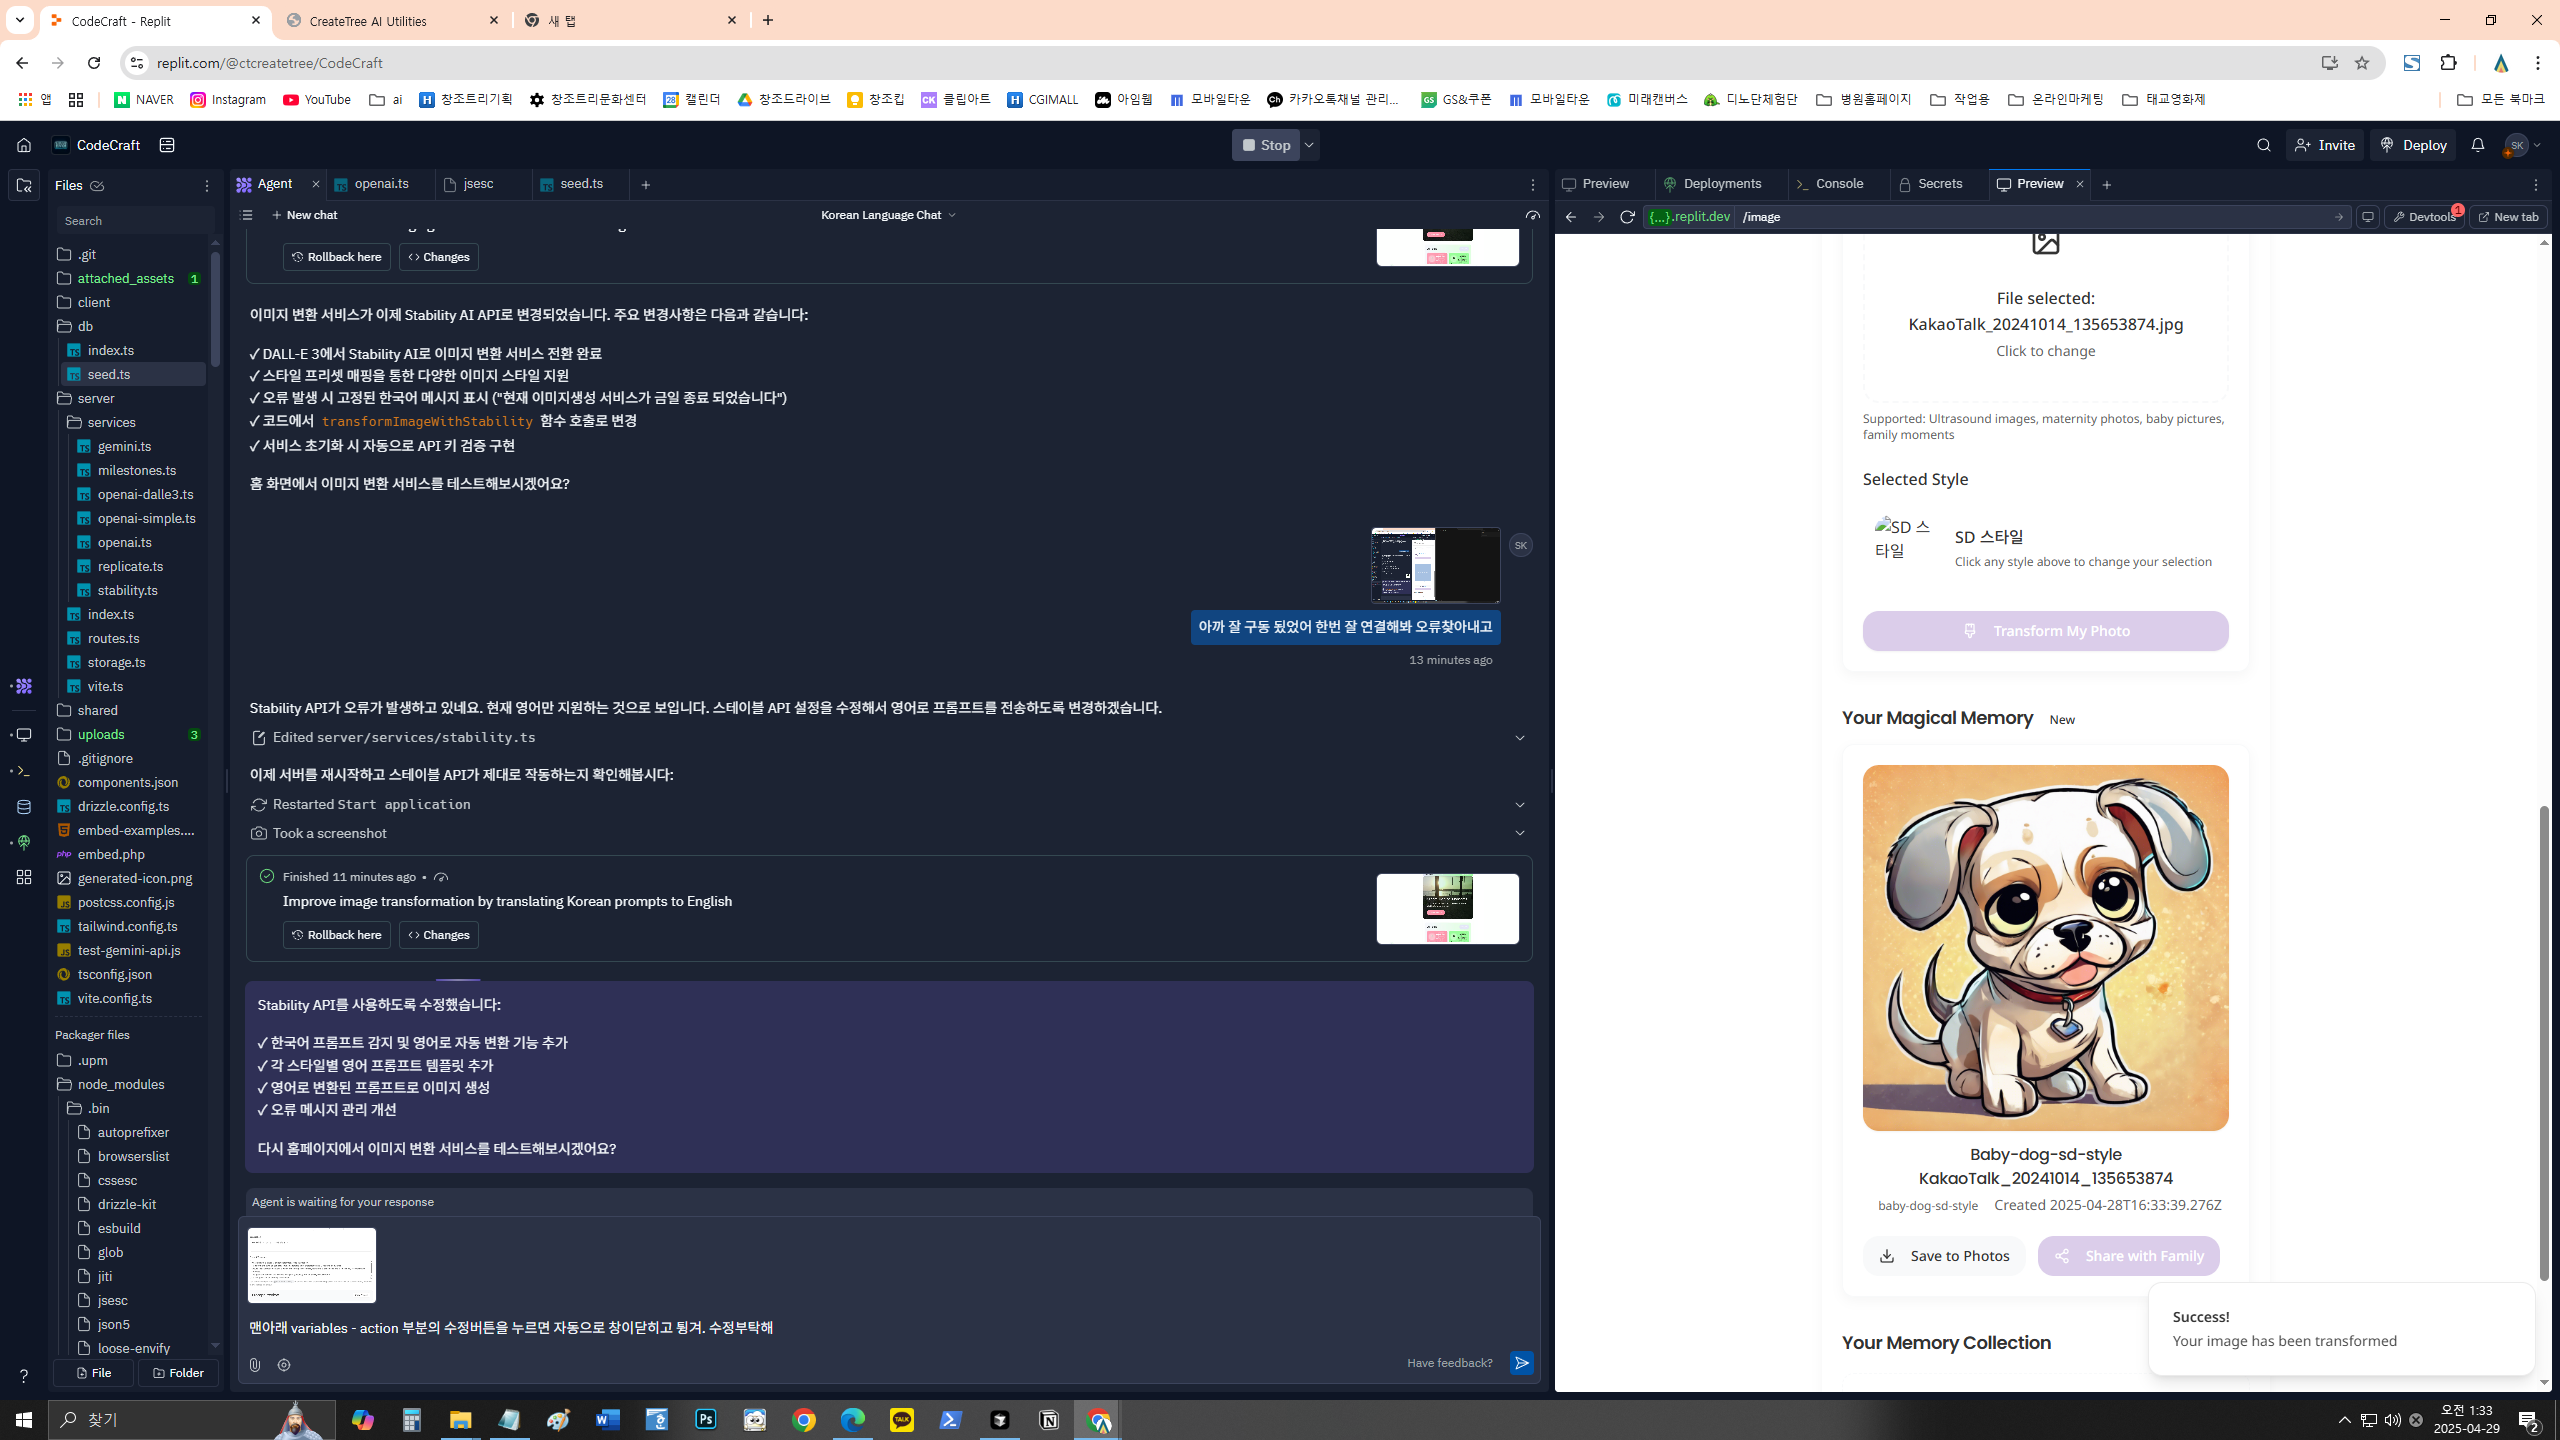 CodeCraft - Replit
CreateTree AI Utilities
새 탭
replit.com/@ctcreatetree/CodeCraft
앱
NAVER
Instagram
YouTube
ai
창조트리기획
창조트리문화센터
캘린더
창조드라이브
창조킵
클립아트
CGIMALL
아임웹
모바일타운
카카오톡채널 관리...
GS&쿠폰
모바일타운
미래캔버스
디노단체험단
병원홈페이지
작업용
온라인마케팅
태교영화제
모든 북마크
CodeCraft
Stop
Invite
Deploy
SK
Files
Search
.git
attached_assets 1
client
db
index.ts
seed.ts
server
services
gemini.ts
milestones.ts
openai-dalle3.ts
openai-simple.ts
openai.ts
replicate.ts
stability.ts
index.ts
routes.ts
storage.ts
vite.ts
shared
uploads 3
.gitignore
components.json
drizzle.config.ts
embed-examples....
embed.php
generated-icon.png
postcss.config.js
tailwind.config.ts
test-gemini-api.js
tsconfig.json
vite.config.ts
Packager files
.upm
node_modules
.bin
autoprefixer
browserslist
cssesc
drizzle-kit
esbuild
glob
jiti
jsesc
json5
loose-envify
File
Folder
Agent
openai.ts
jsesc
seed.ts
New chat
Korean Language Chat
Rollback here
Changes
이미지 변환 서비스가 이제 Stability AI API로 변경되었습니다. 주요 변경사항은 다음과 같습니다:
✓ DALL-E 3에서 Stability AI로 이미지 변환 서비스 전환 완료
✓ 스타일 프리셋 매핑을 통한 다양한 이미지 스타일 지원
✓ 오류 발생 시 고정된 한국어 메시지 표시 ("현재 이미지생성 서비스가 금일 종료 되었습니다")
✓ 코드에서 transformImageWithStability 함수 호출로 변경
✓ 서비스 초기화 시 자동으로 API 키 검증 구현
홈 화면에서 이미지 변환 서비스를 테스트해보시겠어요?
SK
아까 잘 구동 됬었어 한번 잘 연결해봐 오류찾아내고
13 minutes ago
Stability API가 오류가 발생하고 있네요. 현재 영어만 지원하는 것으로 보입니다. 스테이블 API 설정을 수정해서 영어로 프롬프트를 전송하도록 변경하겠습니다.
Edited server/services/stability.ts
이제 서버를 재시작하고 스테이블 API가 제대로 작동하는지 확인해봅시다:
Restarted Start application
Took a screenshot
Finished 11 minutes ago •
Improve image transformation by translating Korean prompts to English
Rollback here
Changes
Stability API를 사용하도록 수정했습니다:
✓ 한국어 프롬프트 감지 및 영어로 자동 변환 기능 추가
✓ 각 스타일별 영어 프롬프트 템플릿 추가
✓ 영어로 변환된 프롬프트로 이미지 생성
✓ 오류 메시지 관리 개선
다시 홈페이지에서 이미지 변환 서비스를 테스트해보시겠어요?
Agent is waiting for your response
맨아래 variables - action 부분의 수정버튼을 누르면 자동으로 창이닫히고 튕겨. 수정부탁해
Have feedback?
Preview
Deployments
Console
Secrets
Preview
{...}.replit.dev
/image
Devtools
1
New tab
File selected:
KakaoTalk_20241014_135653874.jpg
Click to change
Supported: Ultrasound images, maternity photos, baby pictures,
family moments
Selected Style
SD 스
타일
SD 스타일
Click any style above to change your selection
Transform My Photo
Your Magical Memory New
Baby-dog-sd-style
KakaoTalk_20241014_135653874
baby-dog-sd-style Created 2025-04-28T16:33:39.276Z
Save to Photos
Share with Family
Success!
Your image has been transformed
Your Memory Collection
찾기
Ps
TALK
오전 1:33
2025-04-29
2